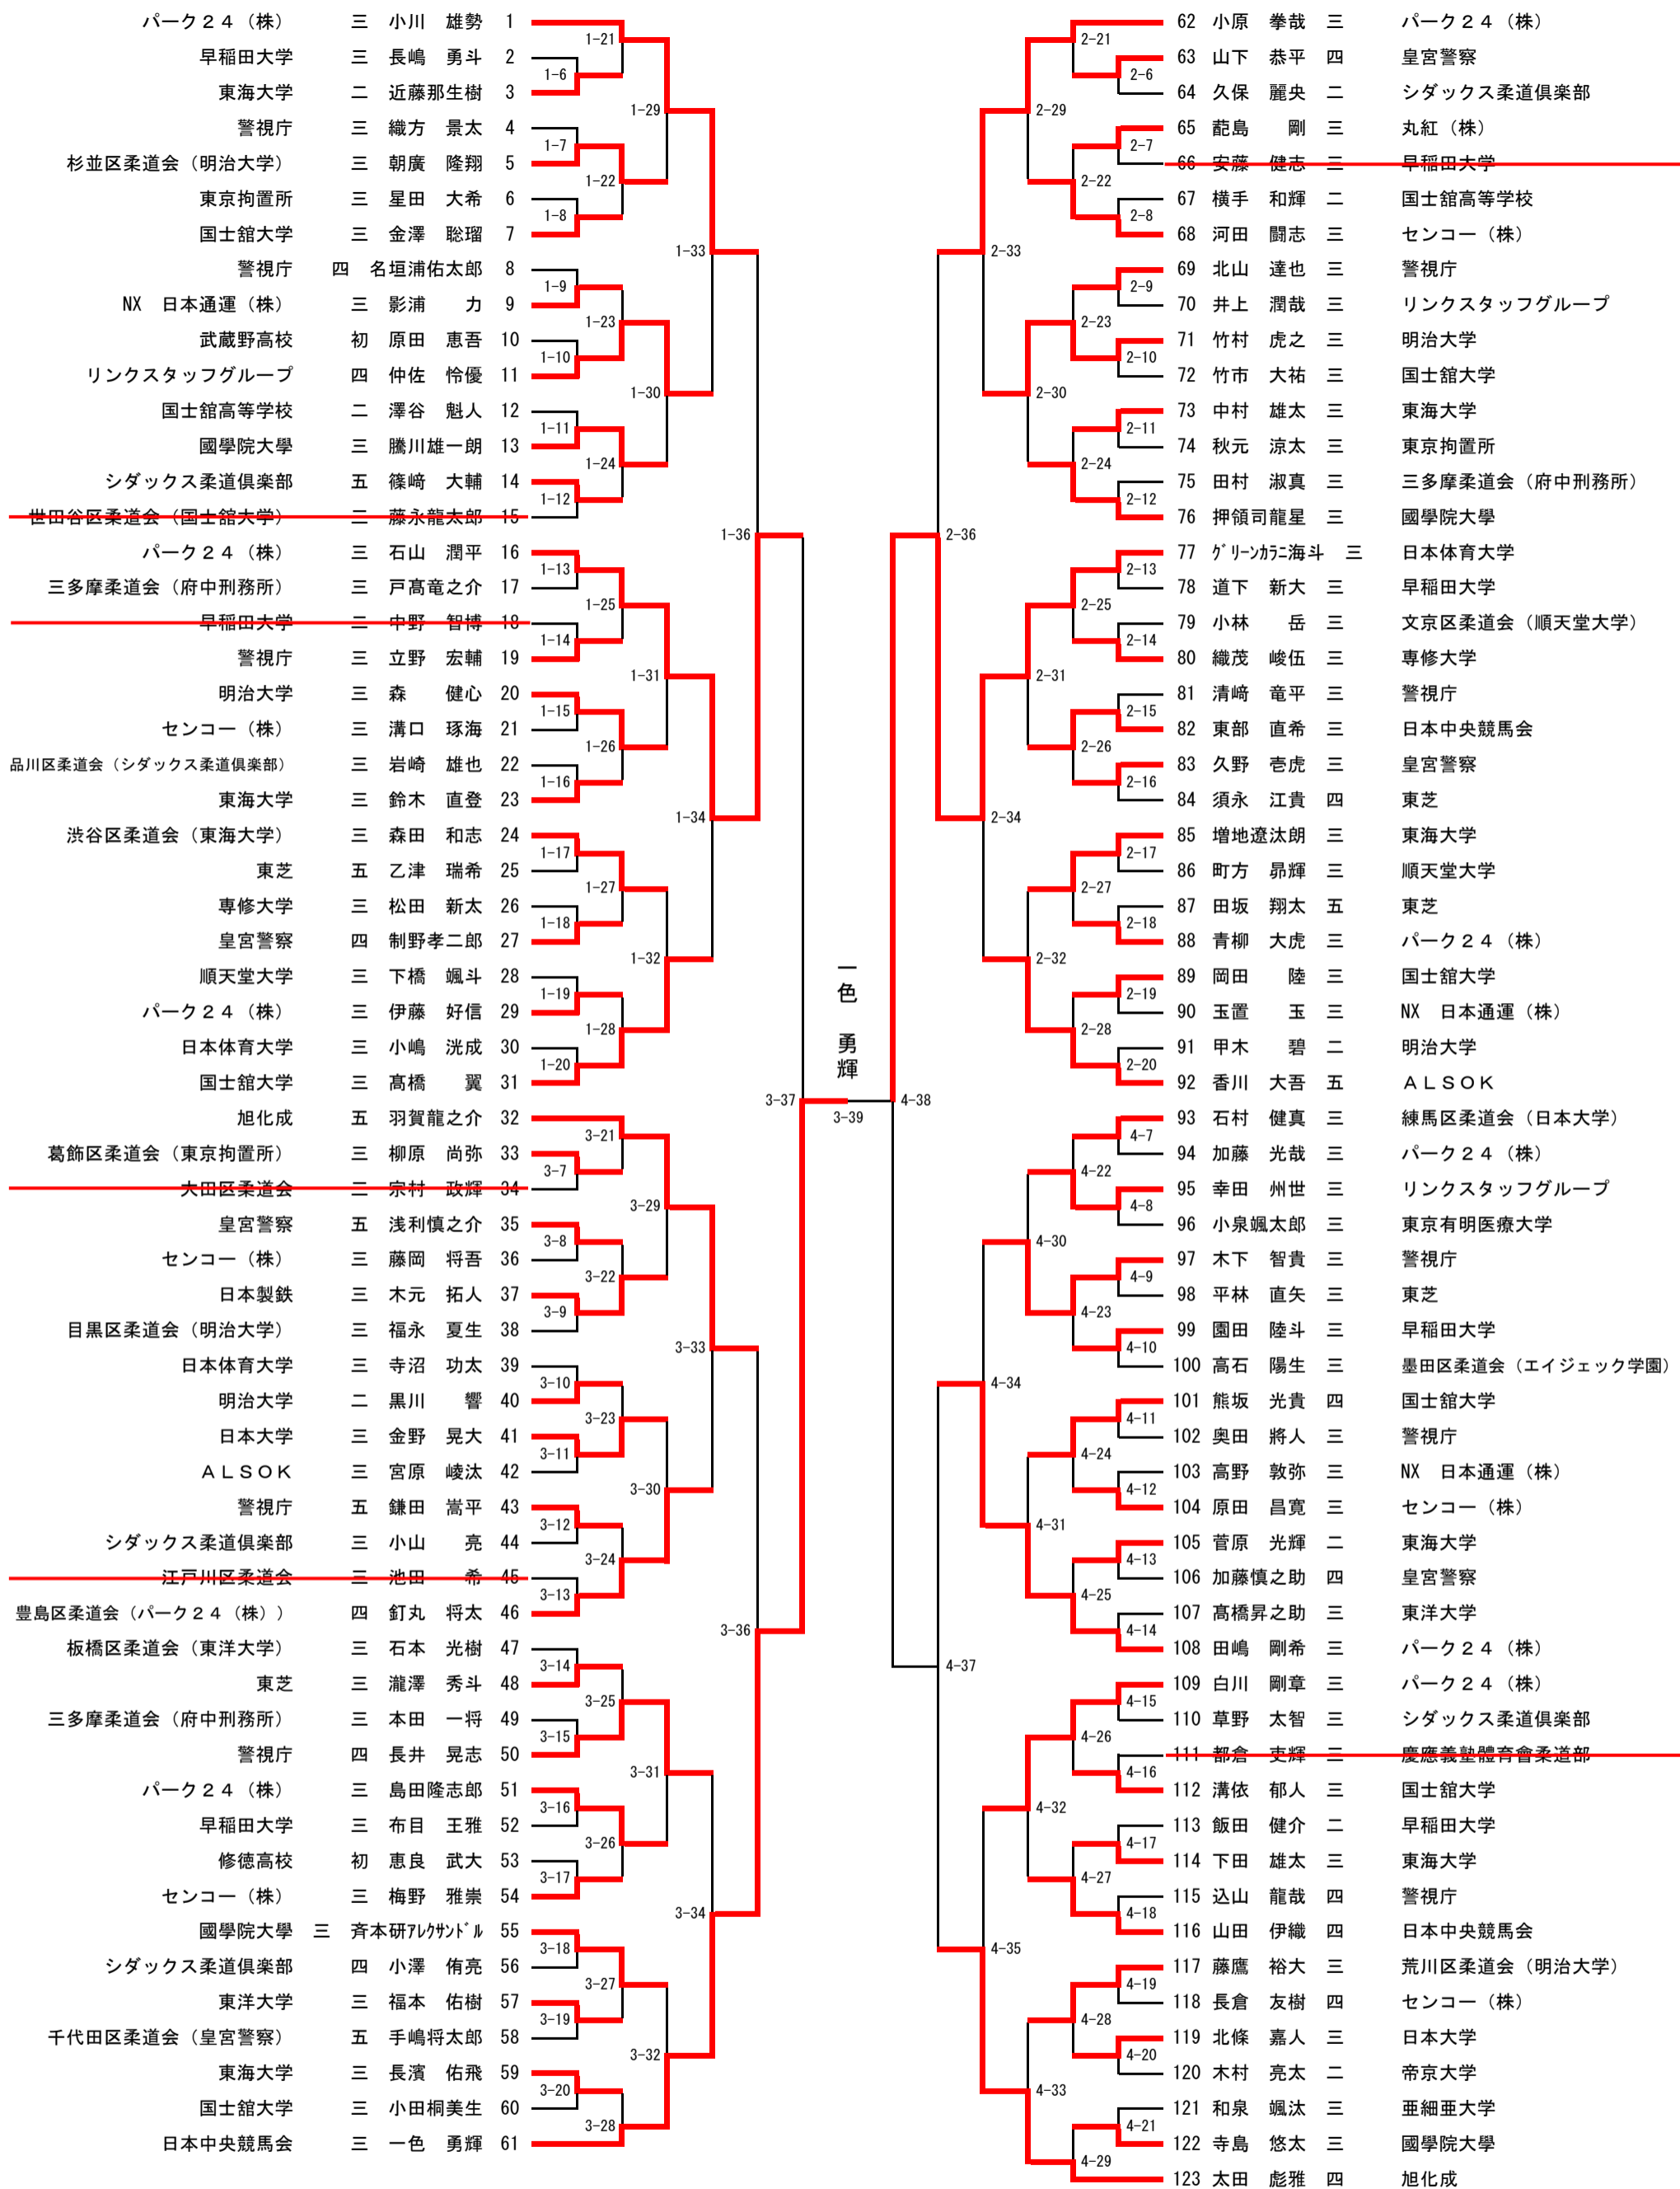 パーク２４（株） 三 小川 雄勢 1
早稲田大学 三 長嶋 勇斗 2
東海大学 二 近藤那生樹 3
警視庁 三 織方 景太 4
杉並区柔道会（明治大学） 三 朝廣 隆翔 5
東京拘置所 三 星田 大希 6
国士舘大学 三 金澤 聡瑠 7
警視庁 四 名垣浦佑太郎 8
NX 日本通運（株） 三 影浦 力 9
武蔵野高校 初 原田 恵吾 10
リンクスタッフグループ 四 仲佐 怜優 11
国士舘高等学校 二 澤谷 魁人 12
國學院大學 三 騰川雄一朗 13
シダックス柔道倶楽部 五 篠﨑 大輔 14
世田谷区柔道会（国士舘大学） 三 藤永龍太郎 15
パーク２４（株） 三 石山 潤平 16
三多摩柔道会（府中刑務所） 三 戸髙竜之介 17
早稲田大学 三 中野 智博 18
警視庁 三 立野 宏輔 19
明治大学 三 森 健心 20
センコー（株） 三 溝口 琢海 21
品川区柔道会（シダックス柔道倶楽部） 三 岩崎 雄也 22
東海大学 三 鈴木 直登 23
渋谷区柔道会（東海大学） 三 森田 和志 24
東芝 五 乙津 瑞希 25
専修大学 三 松田 新太 26
皇宮警察 四 制野孝二郎 27
順天堂大学 三 下橋 颯斗 28
パーク２４（株） 三 伊藤 好信 29
日本体育大学 三 小嶋 洸成 30
国士舘大学 三 髙橋 翼 31
旭化成 五 羽賀龍之介 32
葛飾区柔道会（東京拘置所） 三 柳原 尚弥 33
大田区柔道会 三 宗村 政輝 34
皇宮警察 五 浅利慎之介 35
センコー（株） 三 藤岡 将吾 36
日本製鉄 三 木元 拓人 37
目黒区柔道会（明治大学） 三 福永 夏生 38
日本体育大学 三 寺沼 功太 39
明治大学 二 黒川 響 40
日本大学 三 金野 晃大 41
ＡＬＳＯＫ 三 宮原 崚汰 42
警視庁 五 鎌田 嵩平 43
シダックス柔道倶楽部 三 小山 亮 44
江戸川区柔道会 三 池田 希 45
豊島区柔道会（パーク２４（株）） 四 釘丸 将太 46
板橋区柔道会（東洋大学） 三 石本 光樹 47
東芝 三 瀧澤 秀斗 48
三多摩柔道会（府中刑務所） 三 本田 一将 49
警視庁 四 長井 晃志 50
パーク２４（株） 三 島田隆志郎 51
早稲田大学 三 布目 王雅 52
修徳高校 初 恵良 武大 53
センコー（株） 三 梅野 雅崇 54
國學院大學 三 斉本研ｱﾚｸｻﾝﾄﾞﾙ 55
シダックス柔道倶楽部 四 小澤 侑亮 56
東洋大学 三 福本 佑樹 57
千代田区柔道会（皇宮警察） 五 手嶋将太郎 58
東海大学 三 長濱 佑飛 59
国士舘大学 三 小田桐美生 60
日本中央競馬会 三 一色 勇輝 61
1-21
1-6
1-29
1-7
1-22
1-8
1-33
1-9
1-23
1-10
1-30
1-11
1-24
1-12
1-36
1-13
1-25
1-14
1-31
1-15
1-26
1-16
1-34
1-17
1-27
1-18
1-32
1-19
1-28
1-20
3-37
3-21
3-7
3-29
3-8
3-22
3-9
3-33
3-10
3-23
3-11
3-30
3-12
3-24
3-13
3-36
3-14
3-25
3-15
3-31
3-16
3-26
3-17
3-34
3-18
3-27
3-19
3-32
3-20
3-28
一色 勇輝
3-39
62 小原 拳哉 三 パーク２４（株）
63 山下 恭平 四 皇宮警察
64 久保 麗央 二 シダックス柔道倶楽部
65 蓜島 剛 三 丸紅（株）
66 安藤 健志 三 早稲田大学
67 横手 和輝 二 国士舘高等学校
68 河田 闘志 三 センコー（株）
69 北山 達也 三 警視庁
70 井上 潤哉 三 リンクスタッフグループ
71 竹村 虎之 三 明治大学
72 竹市 大祐 三 国士舘大学
73 中村 雄太 三 東海大学
74 秋元 涼太 三 東京拘置所
75 田村 淑真 三 三多摩柔道会（府中刑務所）
76 押領司龍星 三 國學院大學
77 ｸﾞﾘｰﾝｶﾗﾆ海斗 三 日本体育大学
78 道下 新大 三 早稲田大学
79 小林 岳 三 文京区柔道会（順天堂大学）
80 織茂 峻伍 三 専修大学
81 清﨑 竜平 三 警視庁
82 東部 直希 三 日本中央競馬会
83 久野 壱虎 三 皇宮警察
84 須永 江貴 四 東芝
85 増地遼汰朗 三 東海大学
86 町方 昴輝 三 順天堂大学
87 田坂 翔太 五 東芝
88 青柳 大虎 三 パーク２４（株）
89 岡田 陸 三 国士舘大学
90 玉置 玉 三 NX 日本通運（株）
91 甲木 碧 二 明治大学
92 香川 大吾 五 ＡＬＳＯＫ
93 石村 健真 三 練馬区柔道会（日本大学）
94 加藤 光哉 三 パーク２４（株）
95 幸田 州世 三 リンクスタッフグループ
96 小泉颯太郎 三 東京有明医療大学
97 木下 智貴 三 警視庁
98 平林 直矢 三 東芝
99 園田 陸斗 三 早稲田大学
100 高石 陽生 三 墨田区柔道会（エイジェック学園）
101 熊坂 光貴 四 国士舘大学
102 奥田 將人 三 警視庁
103 高野 敦弥 三 NX 日本通運（株）
104 原田 昌寛 三 センコー（株）
105 菅原 光輝 二 東海大学
106 加藤慎之助 四 皇宮警察
107 髙橋昇之助 三 東洋大学
108 田嶋 剛希 三 パーク２４（株）
109 白川 剛章 三 パーク２４（株）
110 草野 太智 三 シダックス柔道倶楽部
111 都倉 吏輝 三 慶應義塾體育會柔道部
112 溝依 郁人 三 国士舘大学
113 飯田 健介 二 早稲田大学
114 下田 雄太 三 東海大学
115 込山 龍哉 四 警視庁
116 山田 伊織 四 日本中央競馬会
117 藤鷹 裕大 三 荒川区柔道会（明治大学）
118 長倉 友樹 四 センコー（株）
119 北條 嘉人 三 日本大学
120 木村 亮太 二 帝京大学
121 和泉 颯汰 三 亜細亜大学
122 寺島 悠太 三 國學院大學
123 太田 彪雅 四 旭化成
2-21
2-6
2-29
2-7
2-22
2-8
2-33
2-9
2-23
2-10
2-30
2-11
2-24
2-12
2-36
2-13
2-25
2-14
2-31
2-15
2-26
2-16
2-34
2-17
2-27
2-18
2-32
2-19
2-28
2-20
4-38
4-7
4-22
4-8
4-30
4-9
4-23
4-10
4-34
4-11
4-24
4-12
4-31
4-13
4-25
4-14
4-37
4-15
4-26
4-16
4-32
4-17
4-27
4-18
4-35
4-19
4-28
4-20
4-33
4-21
4-29